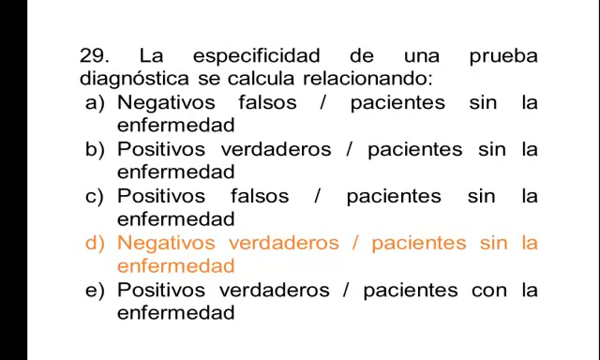 29. La especificidad de una prueba
diagnóstica se calcula relacionando:
a) Negativos falsos / pacientes sin la
enfermedad
b) Positivos verdaderos / pacientes sin la
enfermedad
c) Positivos falsos / pacientes sin la
enfermedad
d) Negativos verdaderos / pacientes sin la
enfermedad
e) Positivos verdaderos / pacientes con la
enfermedad